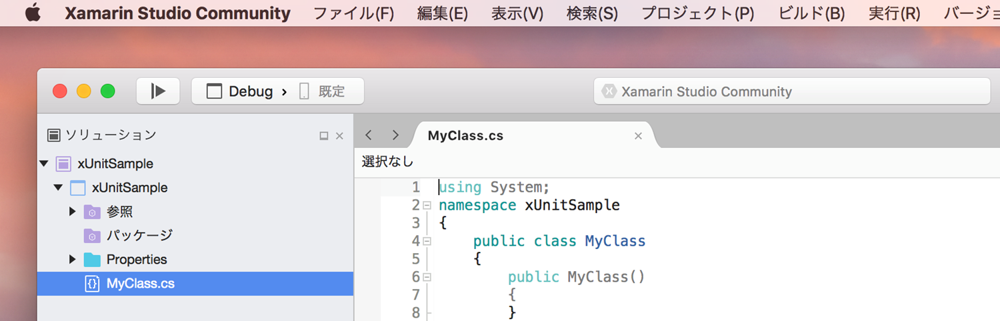 Xamarin Studio Community ファイル(F) 編集(E) 表示(V) 検索(S) プロジェクト(P) ビルド(B) 実行(R) バージョ
Debug › 既定
Xamarin Studio Community
ソリューション
xUnitSample
xUnitSample
参照
パッケージ
Properties
MyClass.cs
MyClass.cs
選択なし
1 using System;
2 namespace xUnitSample
3 {
4 public class MyClass
5 {
6 public MyClass()
7 {
8 }